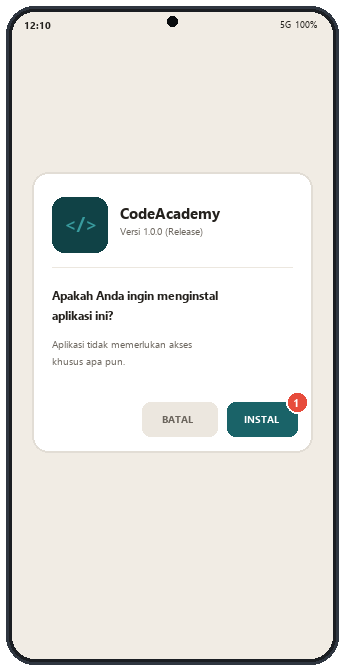 12:10
5G 100%
</>
CodeAcademy
Versi 1.0.0 (Release)
Apakah Anda ingin menginstal
aplikasi ini?
Aplikasi tidak memerlukan akses
khusus apa pun.
BATAL
INSTAL
1